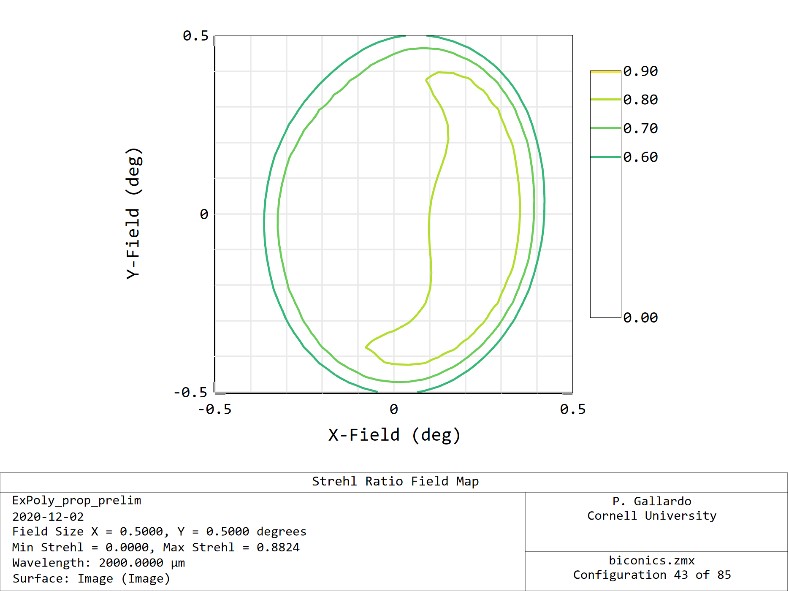 0.5
0
-0.5
-0.5
0
0.5
Y-Field (deg)
X-Field (deg)
0.90
0.80
0.70
0.60
0.00
Strehl Ratio Field Map
ExPoly_prop_prelim
2020-12-02
Field Size X = 0.5000, Y = 0.5000 degrees
Min Strehl = 0.0000, Max Strehl = 0.8824
Wavelength: 2000.0000 µm
Surface: Image (Image)
P. Gallardo
Cornell University
biconics.zmx
Configuration 43 of 85